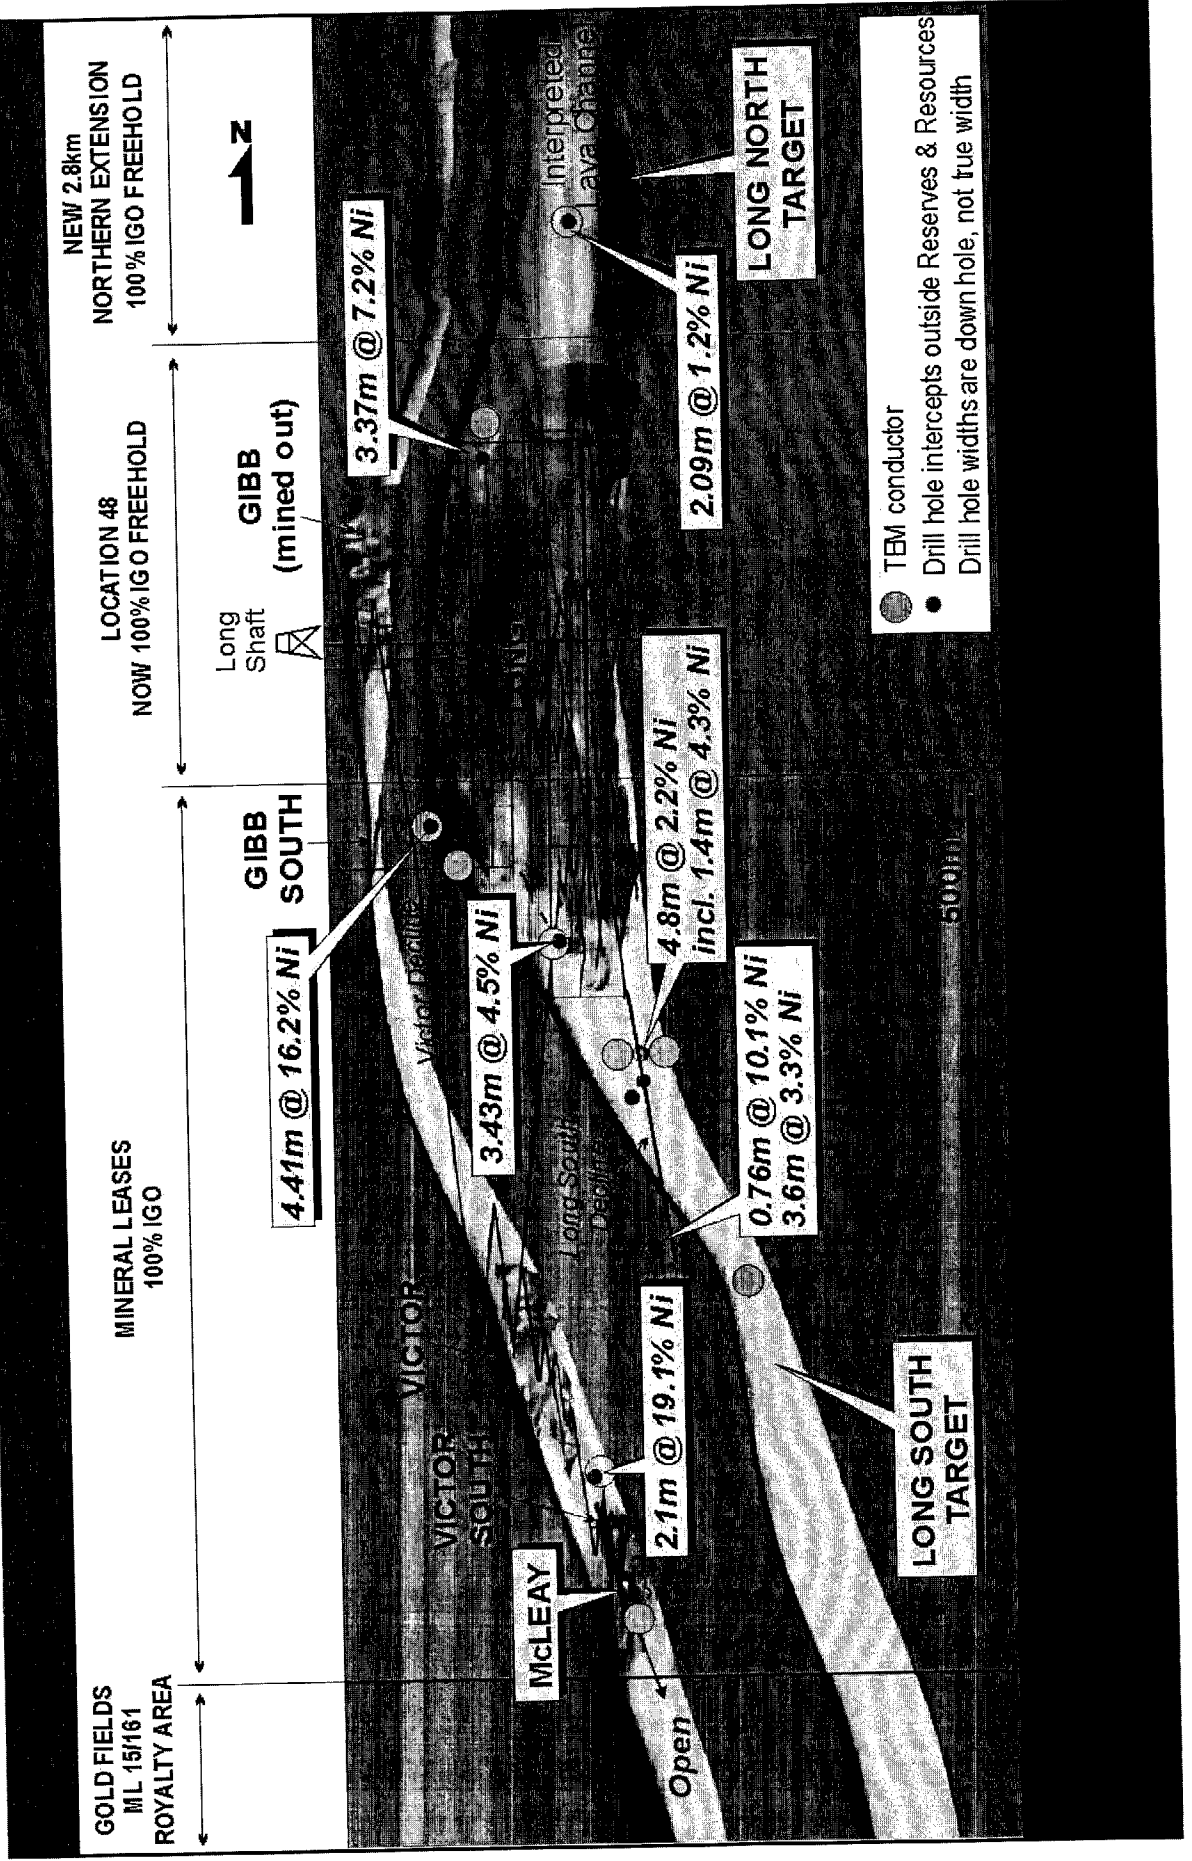 GOLD FIELDS
ML 15/161
ROYALTY AREA
MINERAL LEASES
100% IGO
LOCATION 48
NOW 100% IGO FREEHOLD
NEW 2.8km
NORTHERN EXTENSION
100% IGO FREEHOLD
N
GIBB
SOUTH
Long
Shaft
GIBB
(mined out)
4.41m @ 16.2% Ni
3.37m @ 7.2% Ni
VICTOR
Victor Decline
VICTOR
SOUTH
3.43m @ 4.5% Ni
McLEAY
Long South
Decline
Interpreted
Lava Channel
Open
2.1m @ 19.1% Ni
4.8m @ 2.2% Ni
incl. 1.4m @ 4.3% Ni
2.09m @ 1.2% Ni
0.76m @ 10.1% Ni
3.6m @ 3.3% Ni
LONG NORTH
TARGET
LONG SOUTH
TARGET
500m
TEM conductor
Drill hole intercepts outside Reserves & Resources
Drill hole widths are down hole, not true width